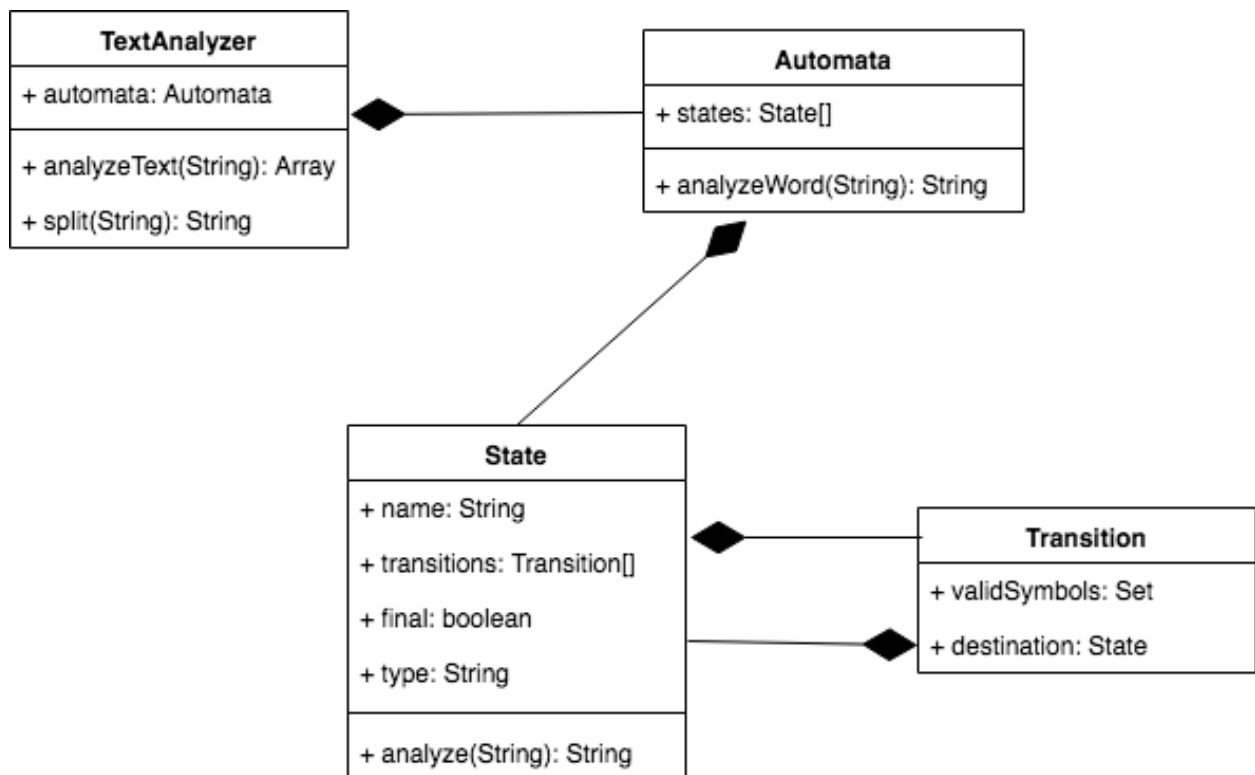 TextAnalyzer
+ automata: Automata
+ analyzeText(String): Array
+ split(String): String
Automata
+ states: State[]
+ analyzeWord(String): String
State
+ name: String
+ transitions: Transition[]
+ final: boolean
+ type: String
+ analyze(String): String
Transition
+ validSymbols: Set
+ destination: State